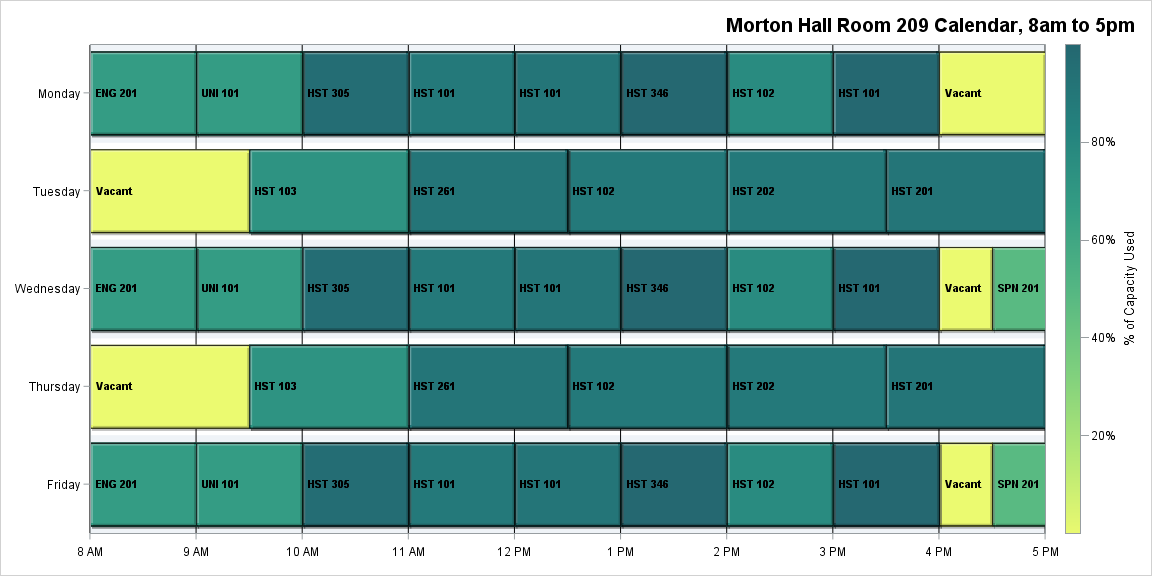 Morton Hall Room 209 Calendar, 8am to 5pm
Monday ENG 201 UNI 101 HST 305 HST 101 HST 101 HST 346 HST 102 HST 101 Vacant
80%
Tuesday Vacant HST 103 HST 261 HST 102 HST 202 HST 201
60%
% of Capacity Used
Wednesday ENG 201 UNI 101 HST 305 HST 101 HST 101 HST 346 HST 102 HST 101 Vacant SPN 201
40%
Thursday Vacant HST 103 HST 261 HST 102 HST 202 HST 201
20%
Friday ENG 201 UNI 101 HST 305 HST 101 HST 101 HST 346 HST 102 HST 101 Vacant SPN 201
8 AM 9 AM 10 AM 11 AM 12 PM 1 PM 2 PM 3 PM 4 PM 5 PM